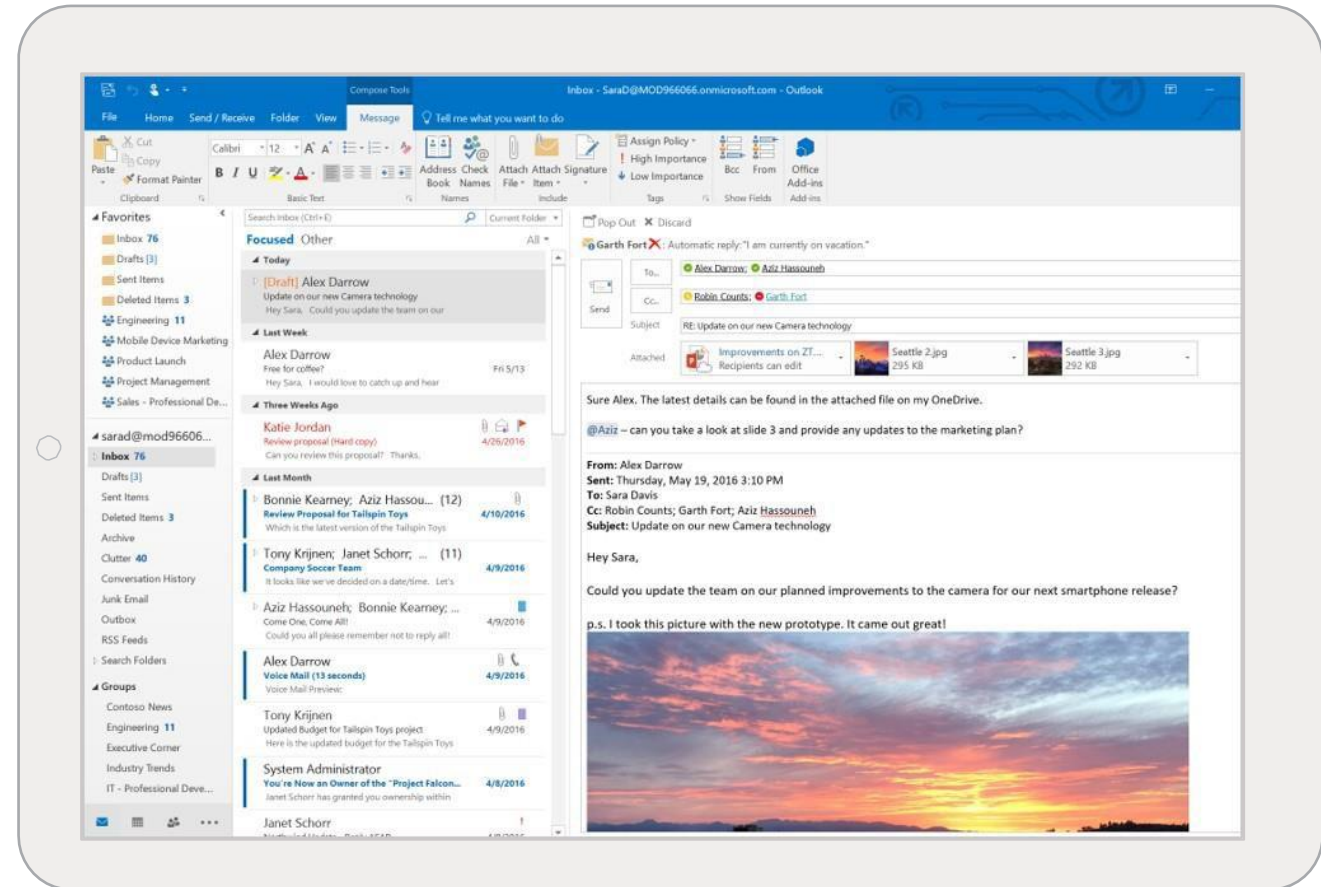 Compose Tools
Inbox - SaraD@MOD966066.onmicrosoft.com - Outlook
File Home Send / Receive Folder View Message Tell me what you want to do
Paste
Cut
Copy
Format Painter
Clipboard
Calibri 12 A A
B I U A
Basic Text
Address Book
Check Names
Names
Attach File
Attach Item
Signature
Include
Assign Policy
High Importance
Low Importance
Tags
Bcc From
Show Fields
Office Add-ins
Add-ins
Favorites
Inbox 76
Drafts [3]
Sent Items
Deleted Items 3
Engineering 11
Mobile Device Marketing
Product Launch
Project Management
Sales - Professional De...
sarad@mod96606...
Inbox 76
Drafts [3]
Sent Items
Deleted Items 3
Archive
Clutter 40
Conversation History
Junk Email
Outbox
RSS Feeds
Search Folders
Groups
Contoso News
Engineering 11
Executive Corner
Industry Trends
IT - Professional Deve...
Search Inbox (Ctrl+E) Current Folder
Focused Other All
Today
[Draft] Alex Darrow
Update on our new Camera technology
Hey Sara, Could you update the team on our
Last Week
Alex Darrow
Free for coffee? Fri 5/13
Hey Sara, I would love to catch up and hear
Three Weeks Ago
Katie Jordan
Review proposal (Hard copy) 4/26/2016
Can you review this proposal? Thanks,
Last Month
Bonnie Kearney; Aziz Hassou... (12)
Review Proposal for Tailspin Toys 4/10/2016
Which is the latest version of the Tailspin Toys
Tony Krijnen; Janet Schorr; ... (11)
Company Soccer Team 4/9/2016
It looks like we've decided on a date/time. Let's
Aziz Hassouneh; Bonnie Kearney; ...
Come One, Come All! 4/9/2016
Could you all please remember not to reply all!
Alex Darrow
Voice Mail (13 seconds) 4/9/2016
Voice Mail Preview:
Tony Krijnen
Updated Budget for Tailspin Toys project 4/9/2016
Here is the updated budget for the Tailspin Toys
System Administrator
You're Now an Owner of the "Project Falcon... 4/8/2016
Janet Schorr has granted you ownership within
Janet Schorr
Pop Out Discard
Garth Fort: Automatic reply:"I am currently on vacation."
Send
To... Alex Darrow; Aziz Hassouneh
Cc... Robin Counts; Garth Fort
Subject RE: Update on our new Camera technology
Attached
Improvements on ZT...
Recipients can edit
Seattle 2.jpg
295 KB
Seattle 3.jpg
292 KB
Sure Alex. The latest details can be found in the attached file on my OneDrive.
@Aziz – can you take a look at slide 3 and provide any updates to the marketing plan?
From: Alex Darrow
Sent: Thursday, May 19, 2016 3:10 PM
To: Sara Davis
Cc: Robin Counts; Garth Fort; Aziz Hassouneh
Subject: Update on our new Camera technology
Hey Sara,
Could you update the team on our planned improvements to the camera for our next smartphone release?
p.s. I took this picture with the new prototype. It came out great!